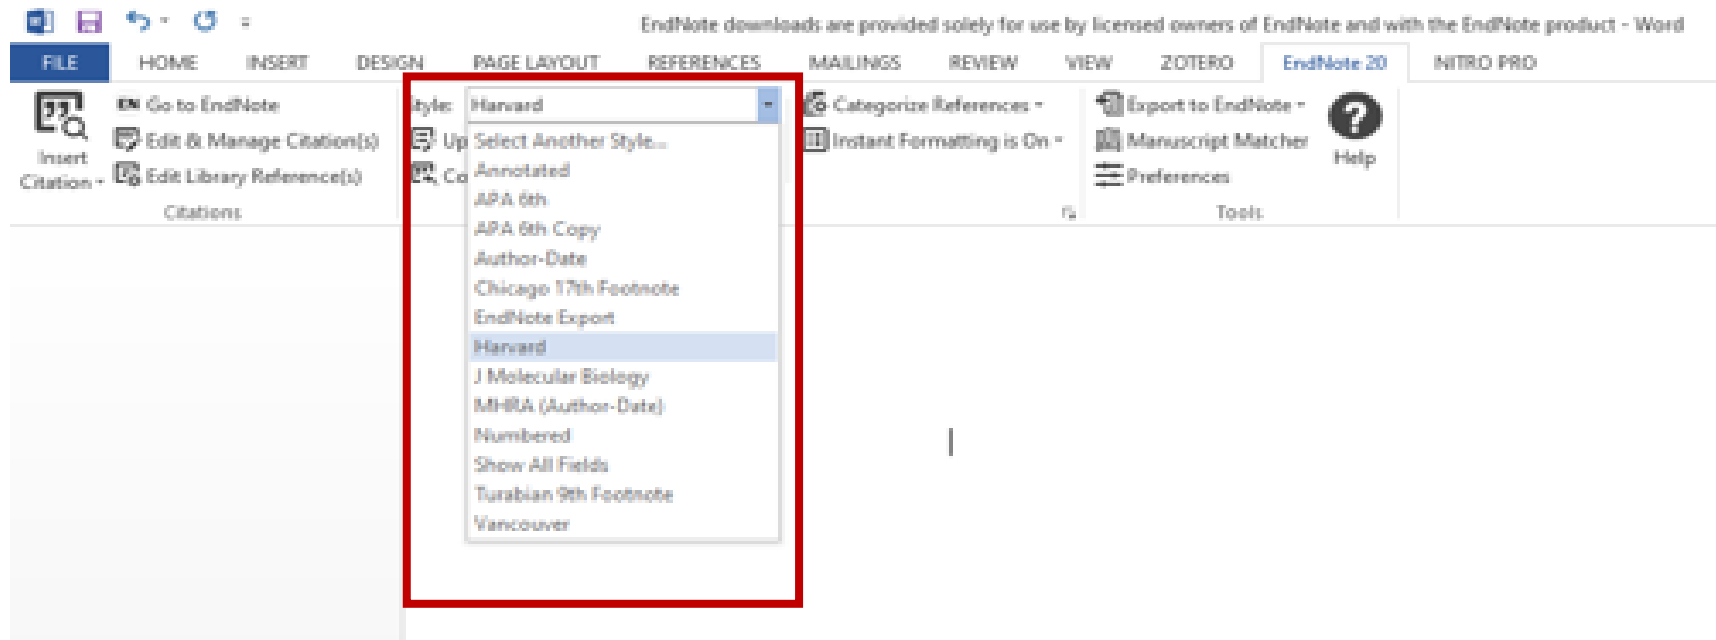 EndNote downloads are provided solely for use by licensed owners of EndNote and with the EndNote product - Word
FILE HOME INSERT DESIGN PAGE LAYOUT REFERENCES MAILINGS REVIEW VIEW ZOTERO EndNote 20 NITRO PRO
Insert Citation
EN Go to EndNote
Edit & Manage Citation(s)
Edit Library Reference(s)
Citations
tyle: Harvard
Up
Co
Select Another Style...
Annotated
APA 6th
APA 6th Copy
Author-Date
Chicago 17th Footnote
EndNote Export
Harvard
J Molecular Biology
MHRA (Author-Date)
Numbered
Show All Fields
Turabian 9th Footnote
Vancouver
Categorize References
Instant Formatting is On
Export to EndNote
Manuscript Matcher
Preferences
Help
Tools